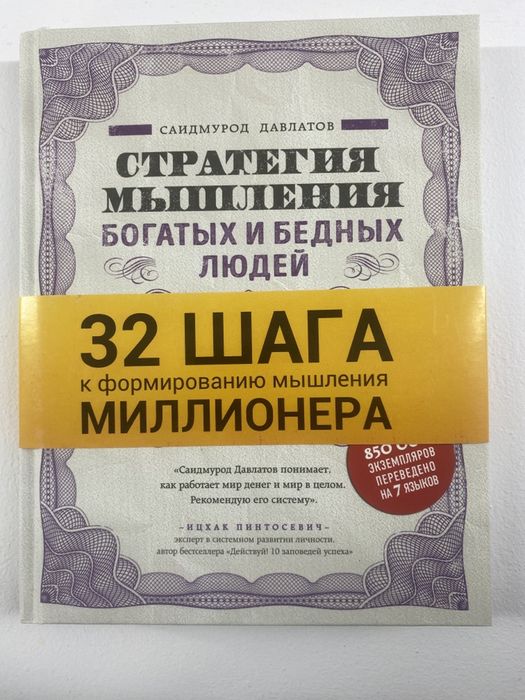 САИДМУРОД ДАВЛАТОВ
СТРАТЕГИЯ
МЫШЛЕНИЯ
БОГАТЫХ И БЕДНЫХ
ЛЮДЕЙ
32 ШАГА
к формированию мышления
МИЛЛИОНЕРА
850
ЭКЗЕМПЛЯРОВ
ПЕРЕВЕДЕНО
НА 7 ЯЗЫКОВ
«Саидмурод Давлатов понимает,
как работает мир денег и мир в целом.
Рекомендую его систему».
–ИЦХАК ПИНТОСЕВИЧ–
эксперт в системном развитии личности,
автор бестселлера «Действуй! 10 заповедей успеха»